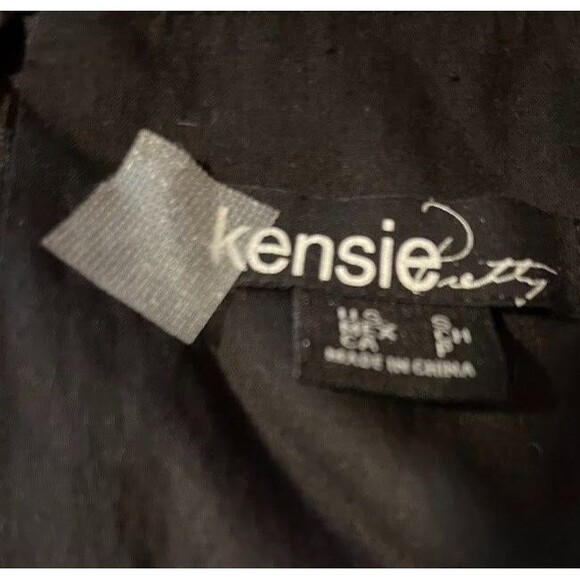 kensie Pretty
U.S. S
MEX CH
CA P
MADE IN CHINA